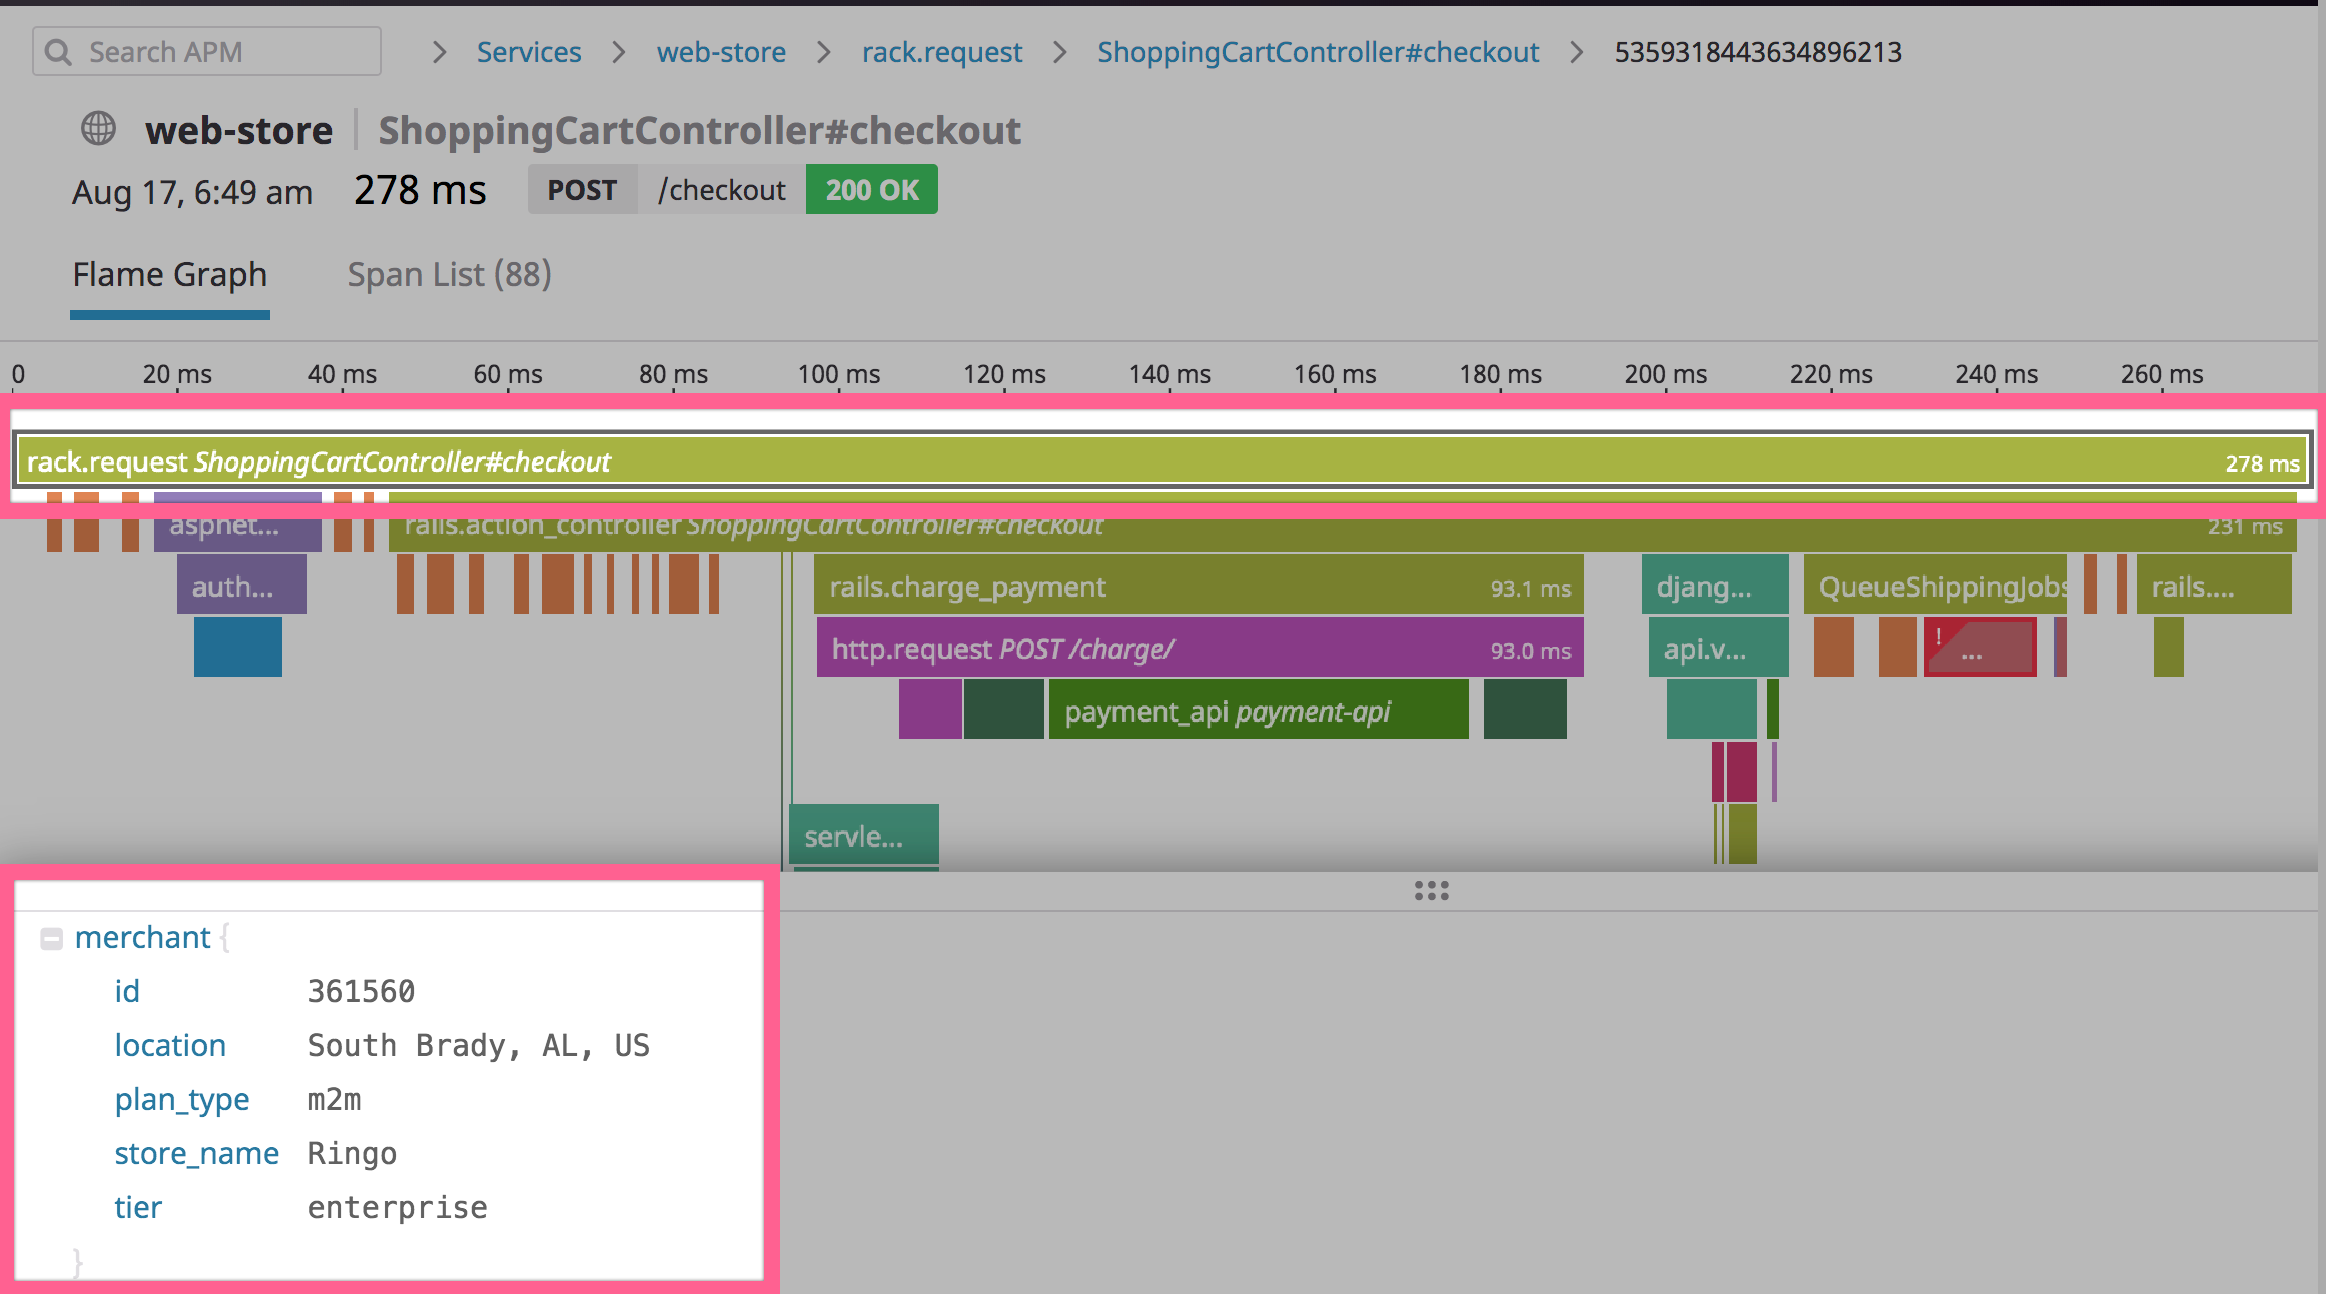 Search APM > Services > web-store > rack.request > ShoppingCartController#checkout > 5359318443634896213
web-store | ShoppingCartController#checkout
Aug 17, 6:49 am 278 ms POST /checkout 200 OK
Flame Graph Span List (88)
0 20 ms 40 ms 60 ms 80 ms 100 ms 120 ms 140 ms 160 ms 180 ms 200 ms 220 ms 240 ms 260 ms
rack.request ShoppingCartController#checkout 278 ms
aspnet... rails.action_controller ShoppingCartController#checkout 231 ms
auth... rails.charge_payment 93.1 ms djang... QueueShippingJobs rails....
http.request POST /charge/ 93.0 ms api.v... ! ...
payment_api payment-api
servle...
merchant {
id 361560
location South Brady, AL, US
plan_type m2m
store_name Ringo
tier enterprise
}